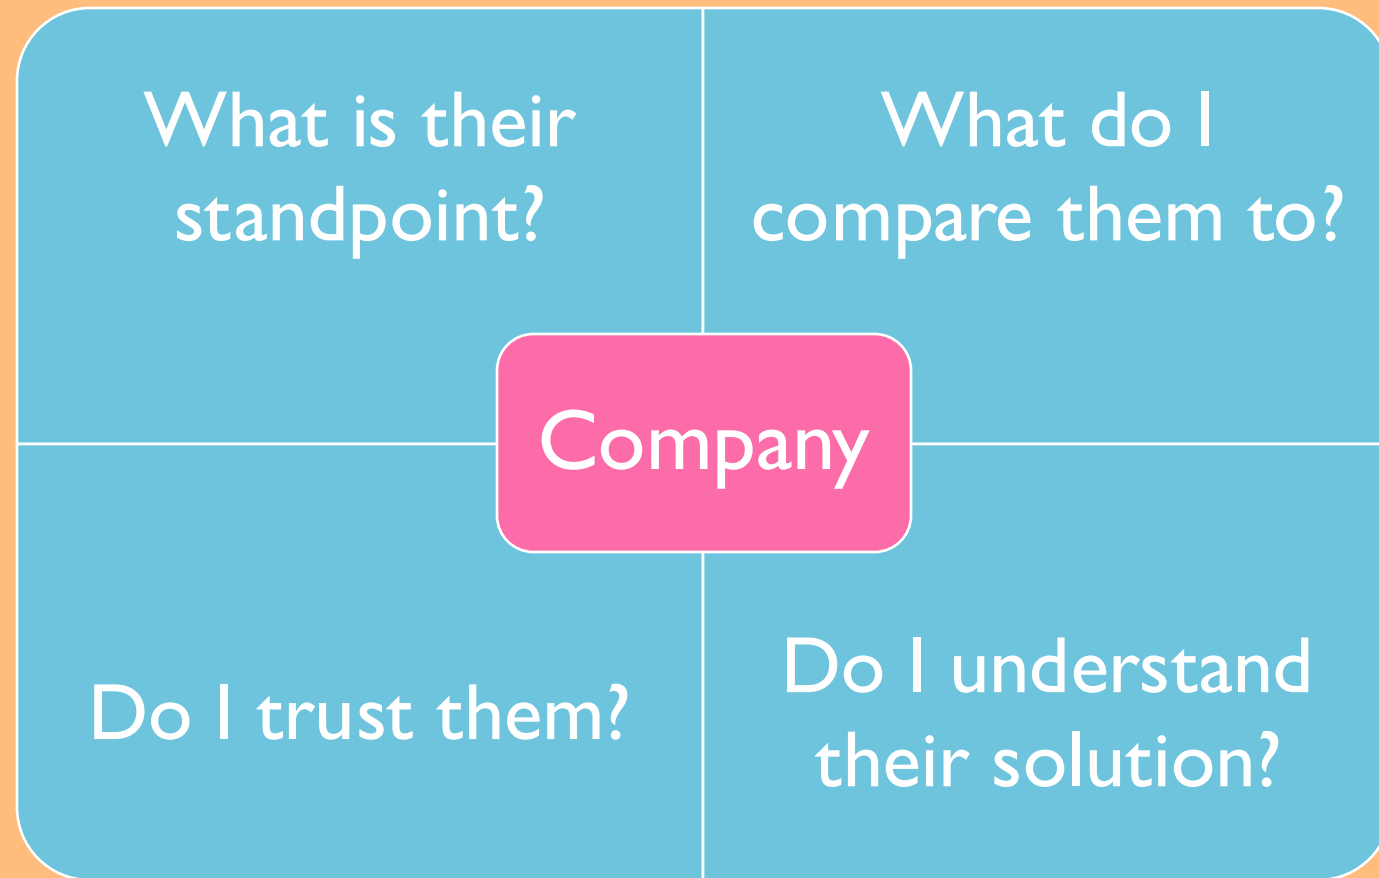 What is their
standpoint?
What do I
compare them to?
Company
Do I trust them?
Do I understand
their solution?